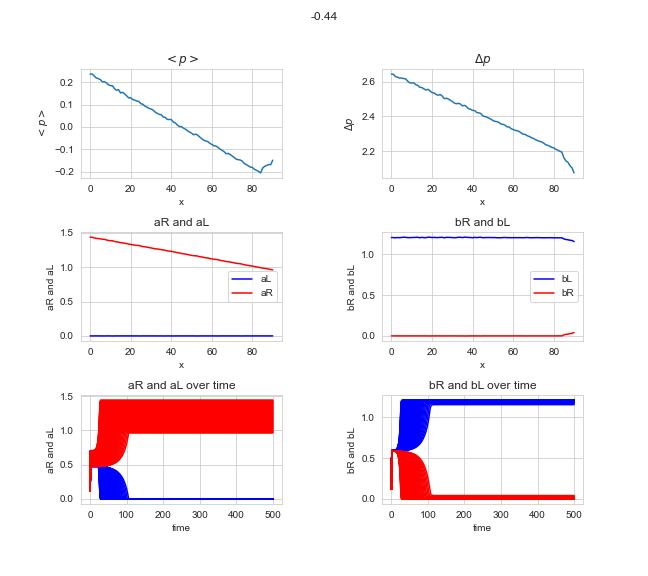 -0.44
< p >
Δp
0.2
0.1
0.0
−0.1
−0.2
< p >
0 20 40 60 80
x
2.6
2.4
2.2
Δp
0 20 40 60 80
x
aR and aL
bR and bL
1.5
1.0
0.5
0.0
aR and aL
aL
aR
0 20 40 60 80
x
1.0
0.5
0.0
bR and bL
bL
bR
0 20 40 60 80
x
aR and aL over time
bR and bL over time
1.5
1.0
0.5
0.0
aR and aL
0 100 200 300 400 500
time
1.0
0.5
0.0
bR and bL
0 100 200 300 400 500
time